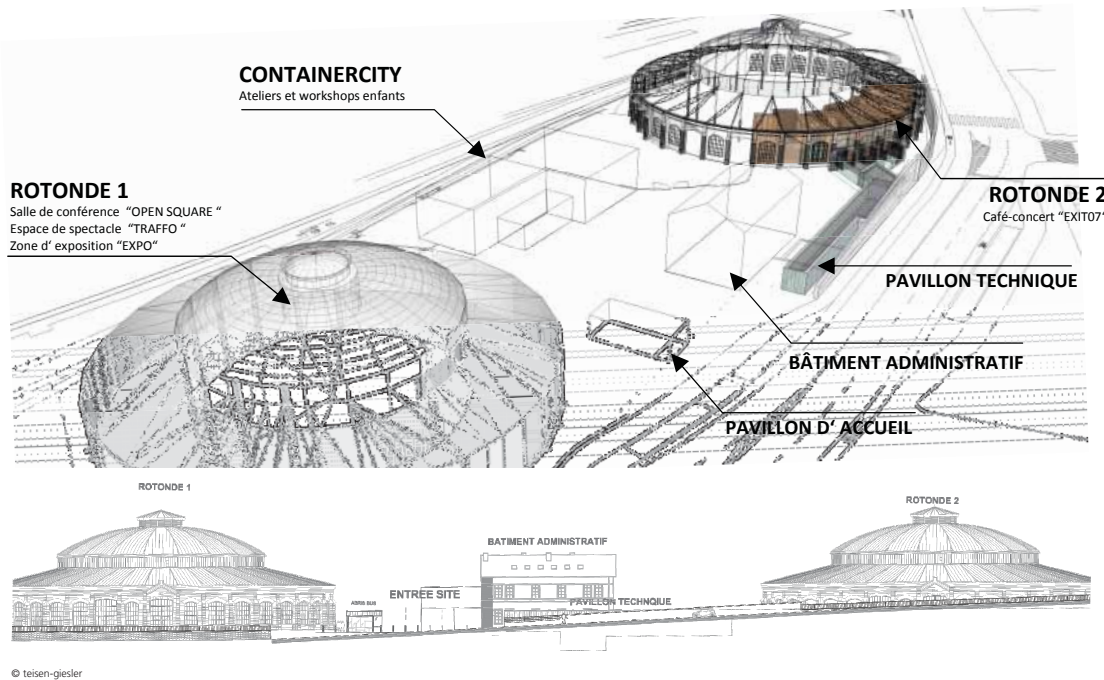 CONTAINERCITY
Ateliers et workshops enfants
ROTONDE 1
Salle de conférence “OPEN SQUARE “
Espace de spectacle “TRAFFO “
Zone d‘ exposition “EXPO“
ROTONDE 2
Café-concert “EXIT07“
PAVILLON TECHNIQUE
BÂTIMENT ADMINISTRATIF
PAVILLON D‘ ACCUEIL
ROTONDE 1
ROTONDE 2
BATIMENT ADMINISTRATIF
ENTREE SITE
ABRIS BUS
PAVILLON TECHNIQUE
© teisen-giesler